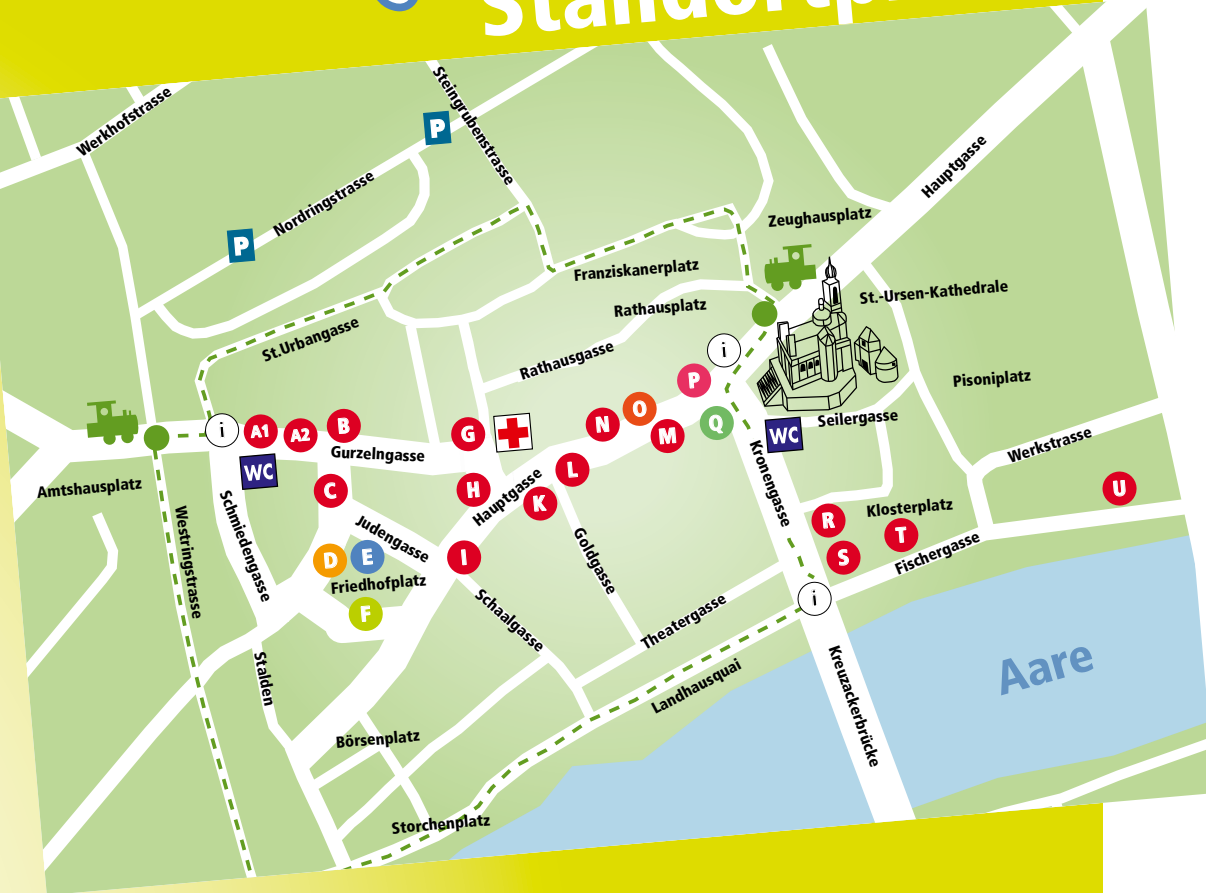 Standortp
Werkhofstrasse
Steingrubenstrasse
P
Nordringstrasse
P
Hauptgasse
Zeughausplatz
Franziskanerplatz
Rathausplatz
St.-Ursen-Kathedrale
St.Urbangasse
Rathausgasse
i
P
Pisoniplatz
O
i
A1
A2
B
G
N
M
Q
WC
Seilergasse
Gurzelngasse
Werkstrasse
WC
Amtshausplatz
C
H
Hauptgasse
L
K
Kronengasse
U
Westringstrasse
Schmiedengasse
Judengasse
Goldgasse
R
Klosterplatz
S
T
Fischergasse
D
E
Friedhofplatz
I
F
i
Schaalgasse
Theatergasse
Stalden
Landhausquai
Kreuzackerbrücke
Aare
Börsenplatz
Storchenplatz